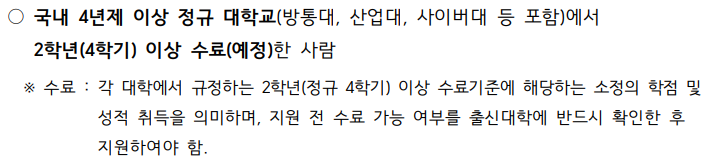 ○ 국내 4년제 이상 정규 대학교(방통대, 산업대, 사이버대 등 포함)에서
2학년(4학기) 이상 수료(예정)한 사람
※ 수료 : 각 대학에서 규정하는 2학년(정규 4학기) 이상 수료기준에 해당하는 소정의 학점 및
성적 취득을 의미하며, 지원 전 수료 가능 여부를 출신대학에 반드시 확인한 후
지원하여야 함.